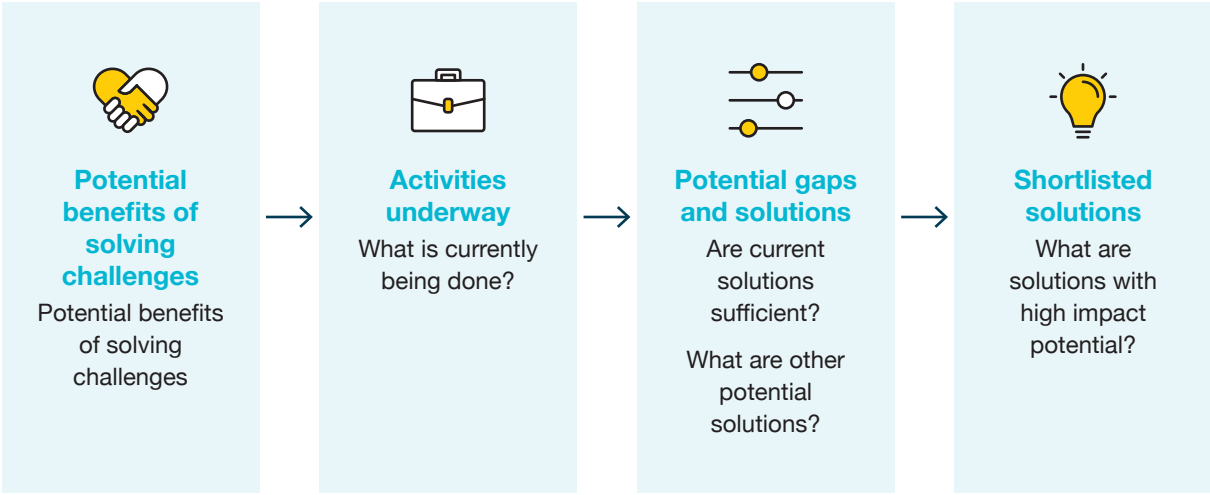 Potential
benefits of
solving
challenges
Potential benefits
of solving
challenges
Activities
underway
What is currently
being done?
Potential gaps
and solutions
Are current
solutions
sufficient?
What are other
potential
solutions?
Shortlisted
solutions
What are
solutions with
high impact
potential?